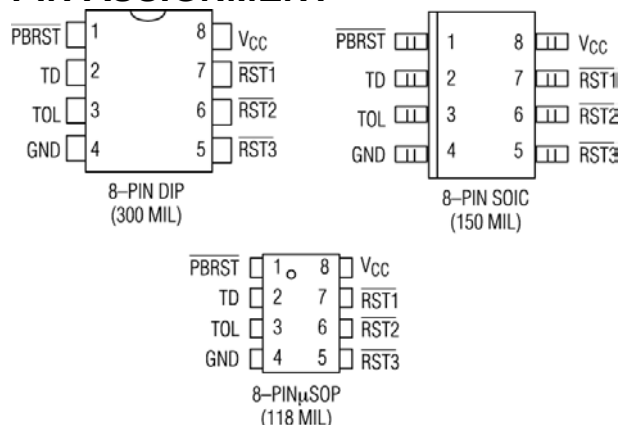 PIN ASSIGNMENT
PBRST 1 8 VCC
TD 2 7 RST1
TOL 3 6 RST2
GND 4 5 RST3
8–PIN DIP
(300 MIL)
PBRST 1 8 VCC
TD 2 7 RST1
TOL 3 6 RST2
GND 4 5 RST3
8–PIN SOIC
(150 MIL)
PBRST 1 8 VCC
TD 2 7 RST1
TOL 3 6 RST2
GND 4 5 RST3
8–PINμSOP
(118 MIL)